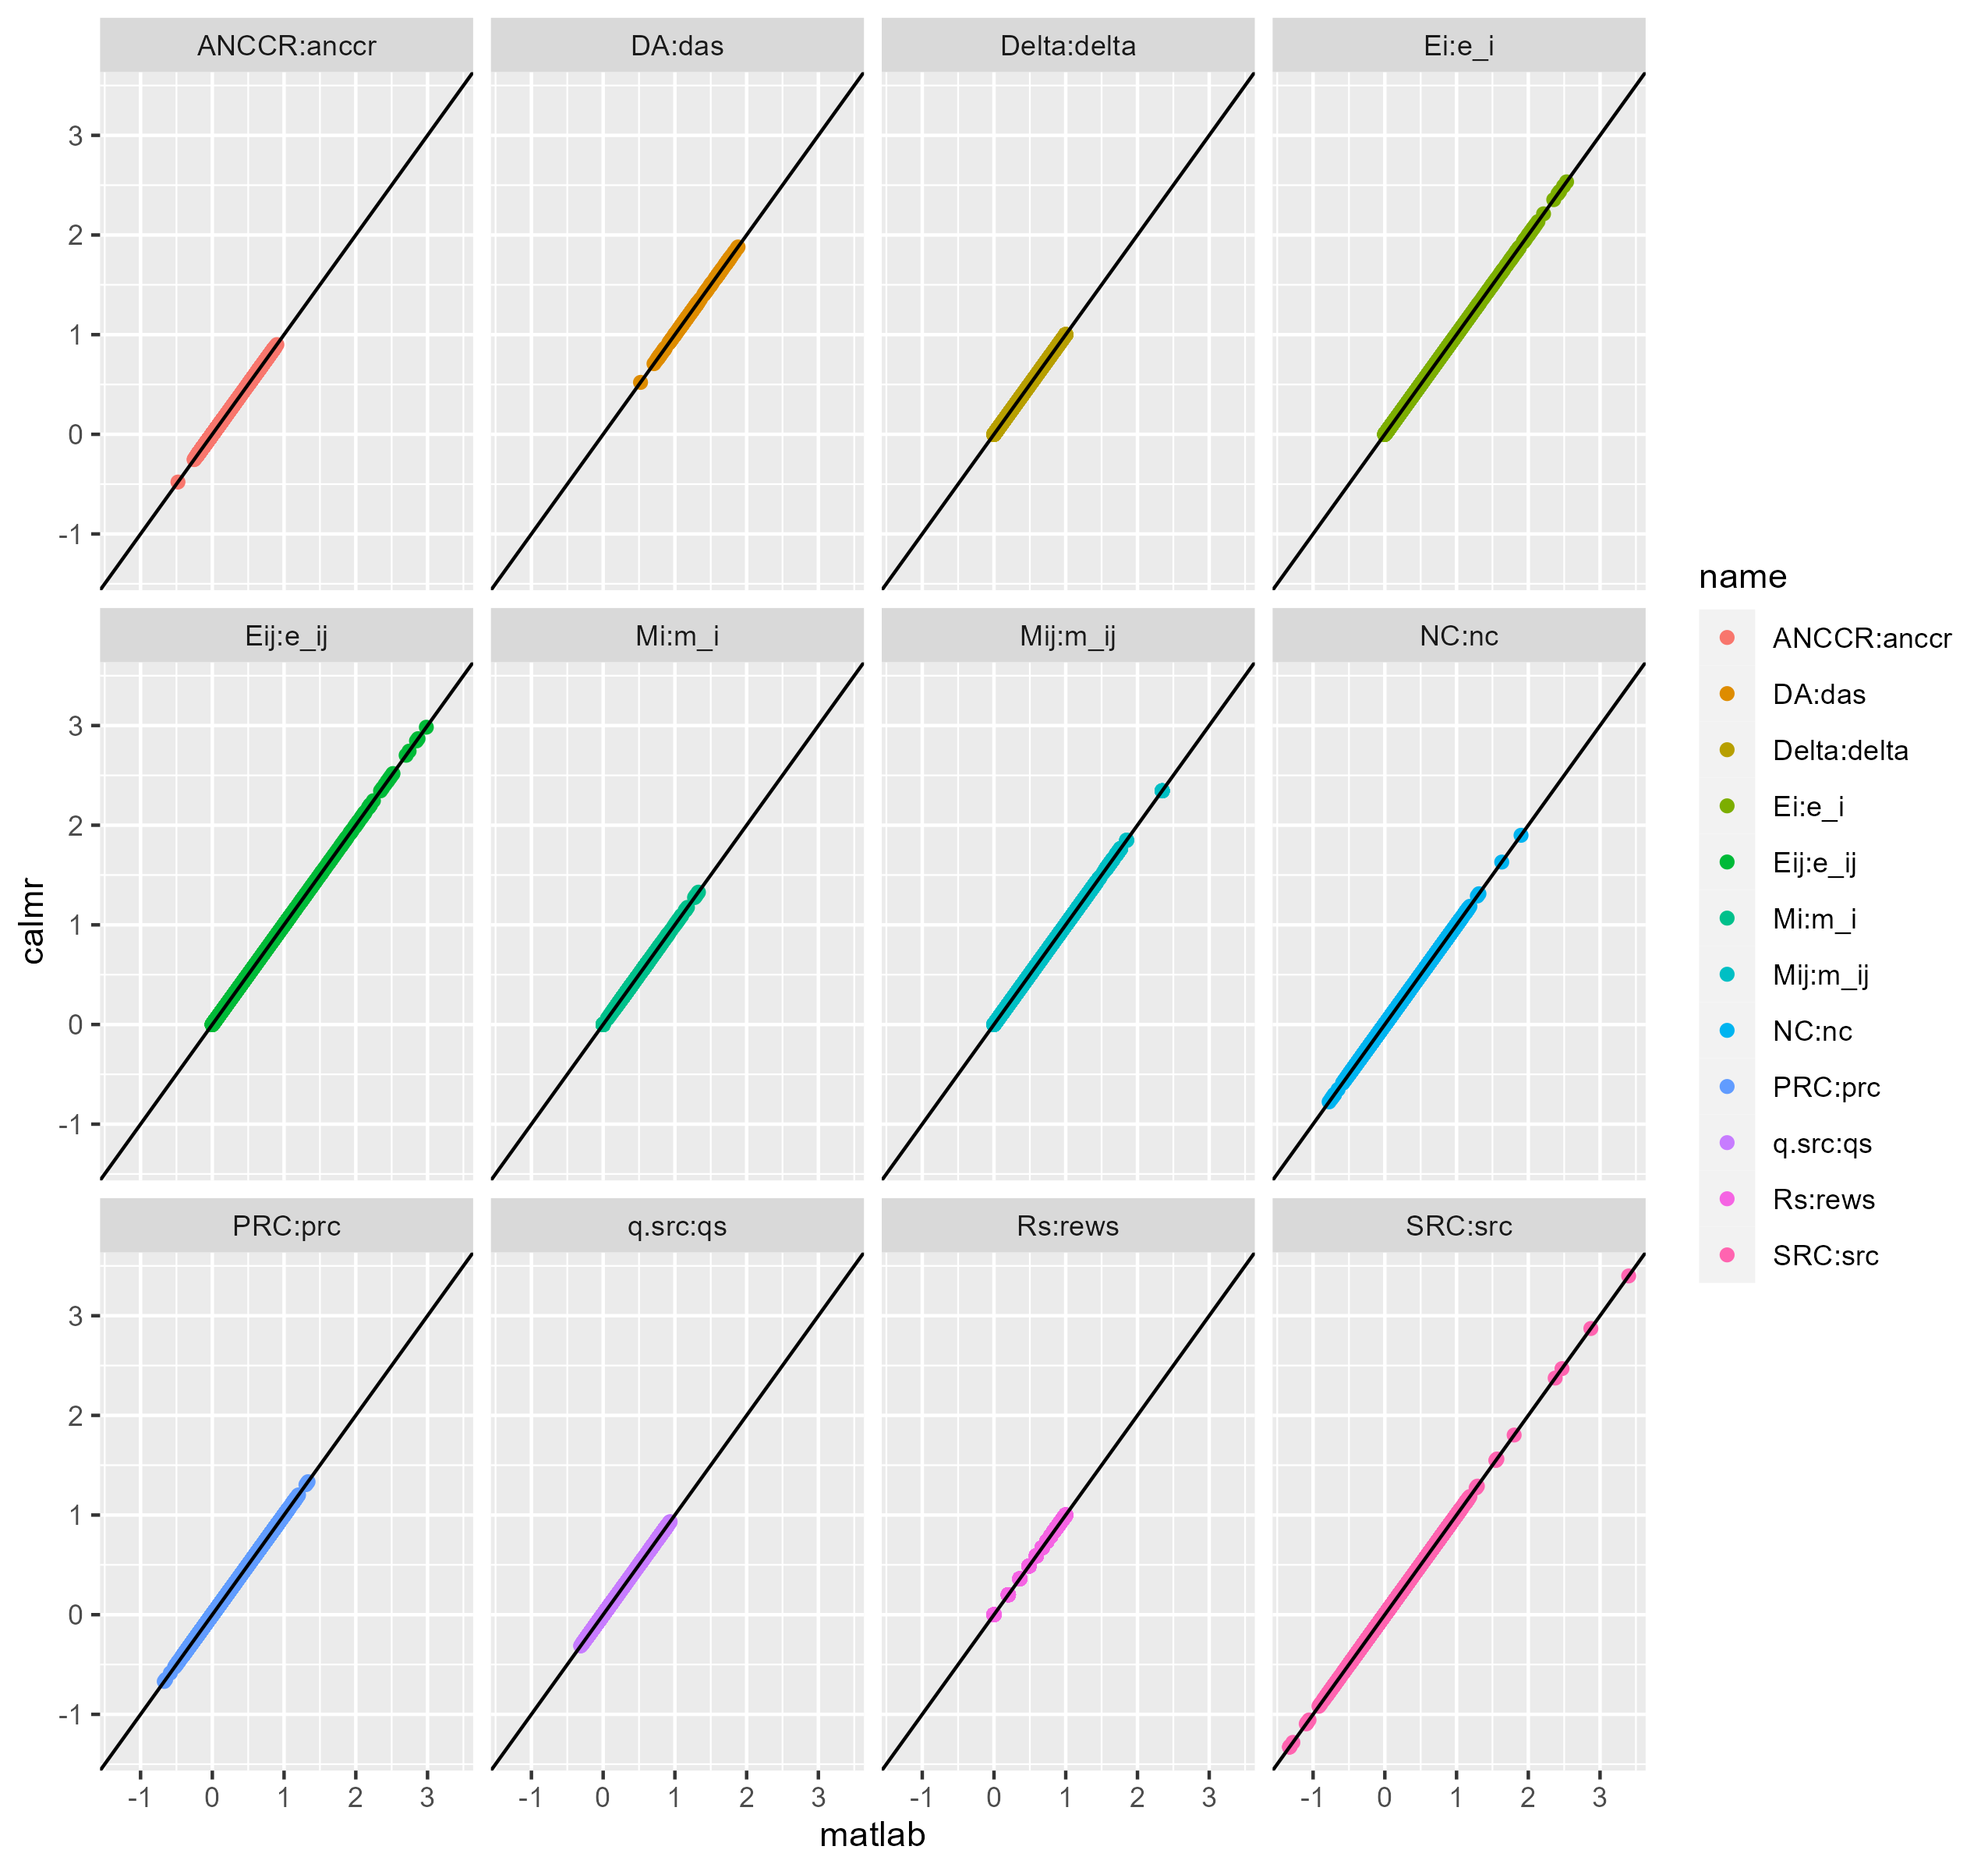 ANCCR:anccr DA:das Delta:delta Ei:e_i
3
2
1
0
-1
Eij:e_ij Mi:m_i Mij:m_ij NC:nc
3
2
1
0
-1
PRC:prc q.src:qs Rs:rews SRC:src
3
2
1
0
-1
-1 0 1 2 3 -1 0 1 2 3 -1 0 1 2 3 -1 0 1 2 3
matlab
calmr
name
ANCCR:anccr
DA:das
Delta:delta
Ei:e_i
Eij:e_ij
Mi:m_i
Mij:m_ij
NC:nc
PRC:prc
q.src:qs
Rs:rews
SRC:src